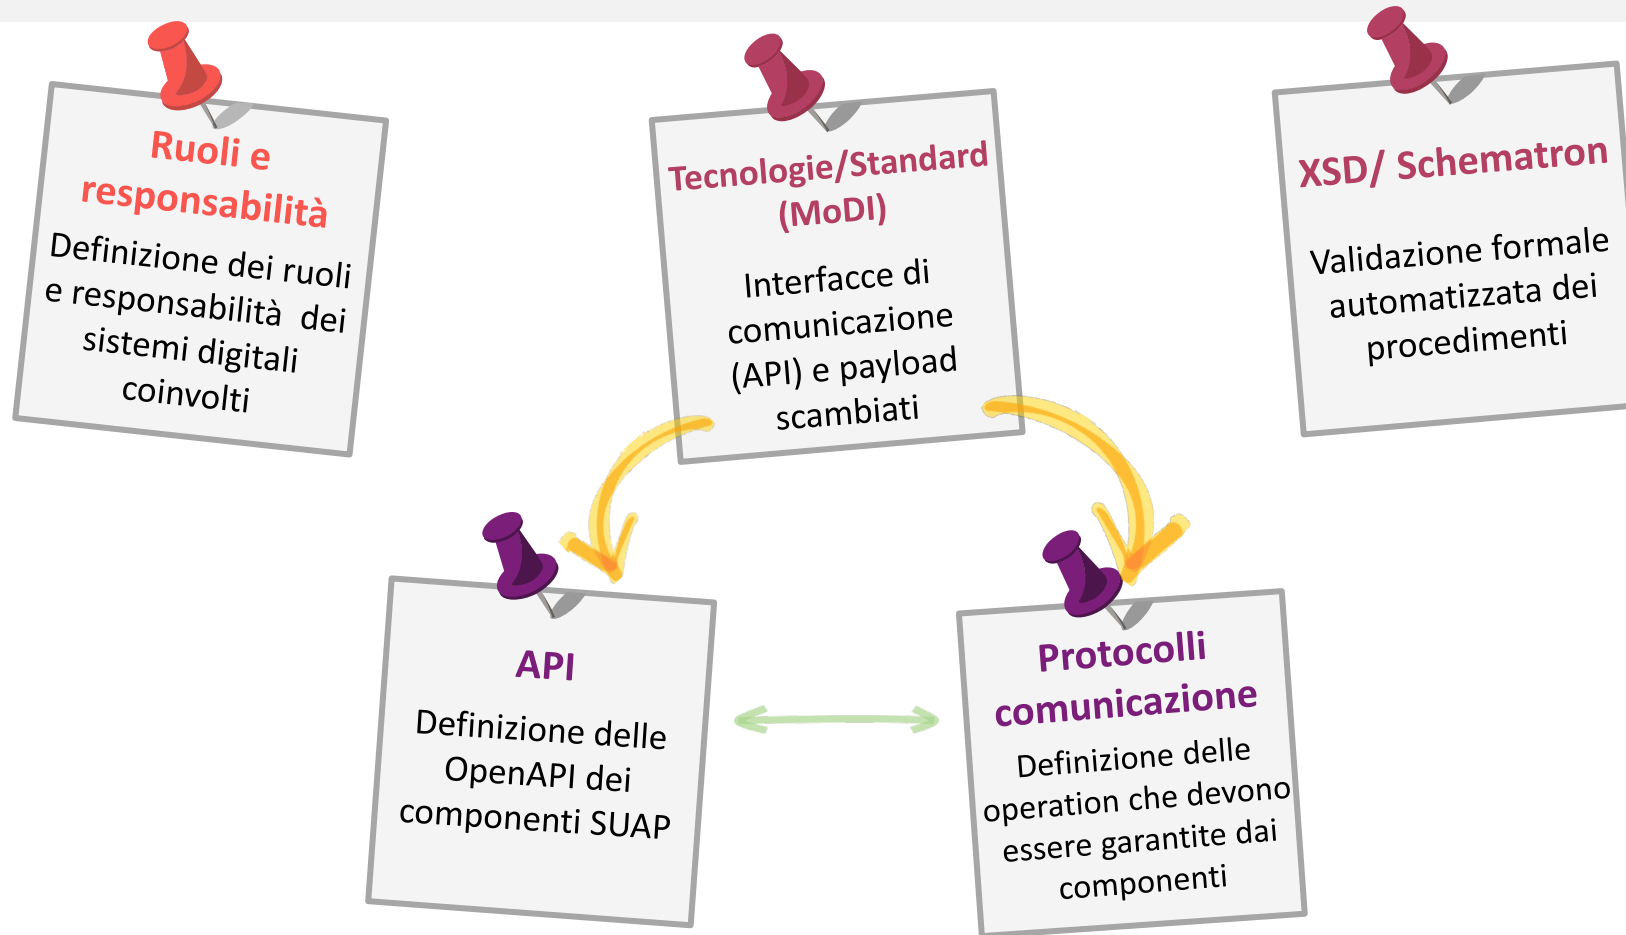 Ruoli e
responsabilità
Definizione dei ruoli
e responsabilità dei
sistemi digitali
coinvolti
Tecnologie/Standard
(MoDI)
Interfacce di
comunicazione
(API) e payload
scambiati
XSD/ Schematron
Validazione formale
automatizzata dei
procedimenti
API
Definizione delle
OpenAPI dei
componenti SUAP
Protocolli
comunicazione
Definizione delle
operation che devono
essere garantite dai
componenti